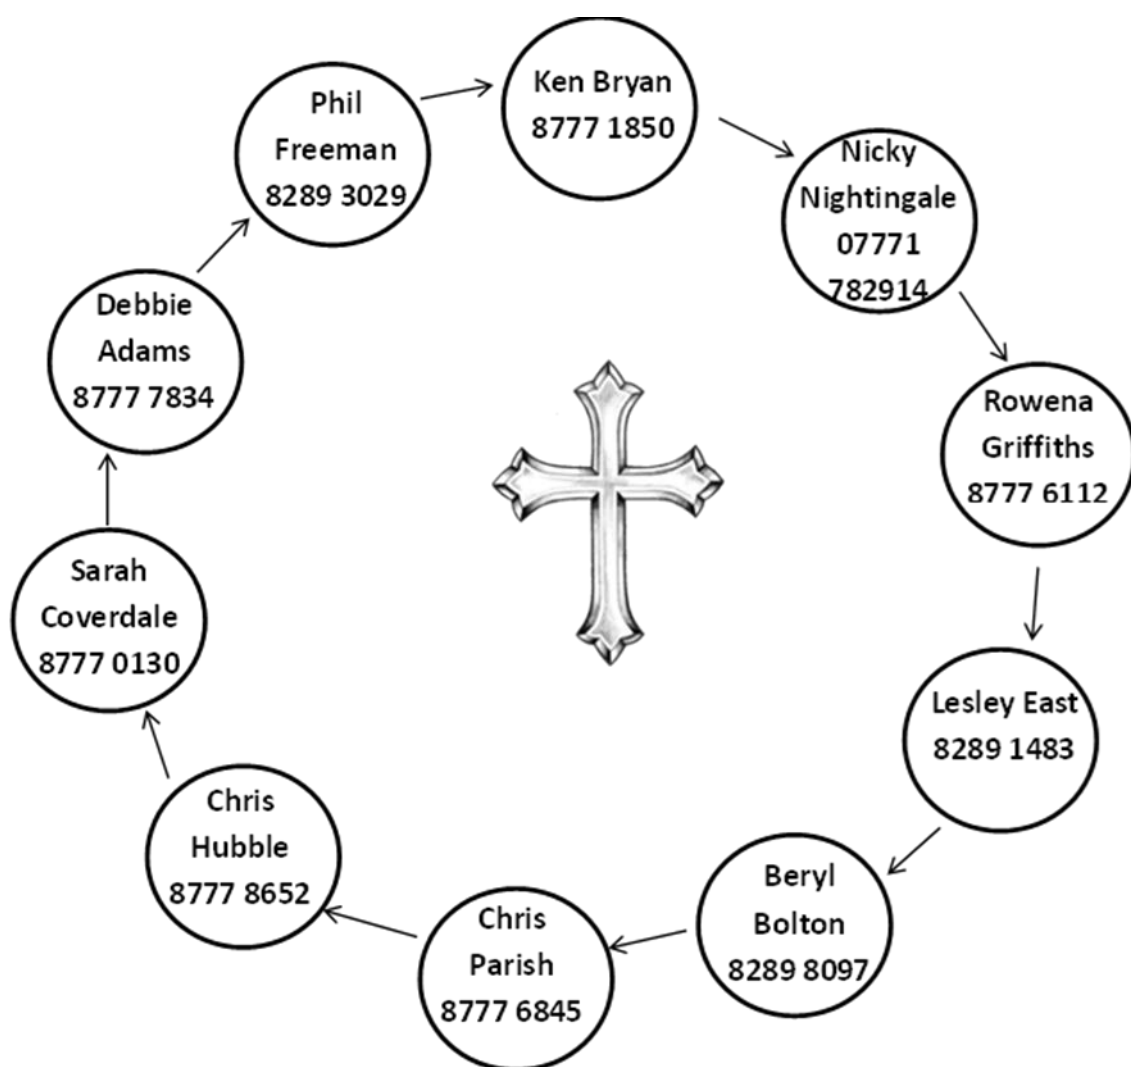 Ken Bryan
8777 1850
Nicky
Nightingale
07771
782914
Rowena
Griffiths
8777 6112
Lesley East
8289 1483
Beryl
Bolton
8289 8097
Chris
Parish
8777 6845
Chris
Hubble
8777 8652
Sarah
Coverdale
8777 0130
Debbie
Adams
8777 7834
Phil
Freeman
8289 3029